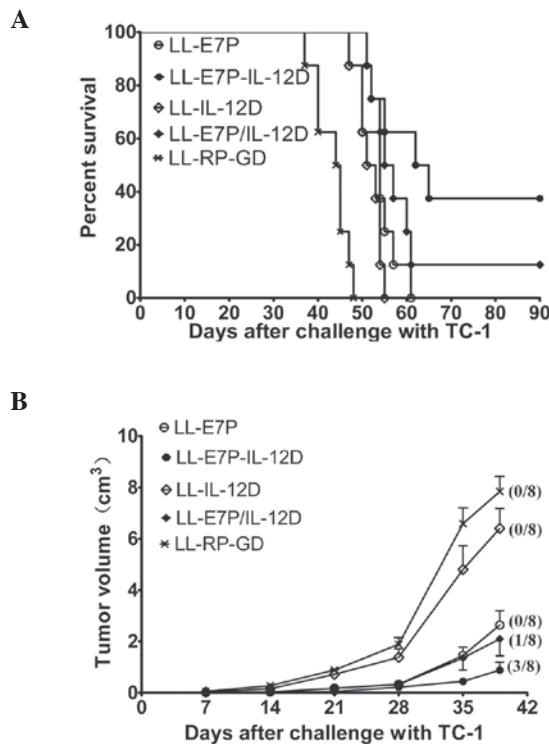 A
Percent survival
100
80
60
40
20
0
LL-E7P
LL-E7P-IL-12D
LL-IL-12D
LL-E7P/IL-12D
LL-RP-GD
0 10 20 30 40 50 60 70 80 90
Days after challenge with TC-1
B
Tumor volume (cm3)
10
8
6
4
2
0
LL-E7P
LL-E7P-IL-12D
LL-IL-12D
LL-E7P/IL-12D
LL-RP-GD
(0/8)
(0/8)
(0/8)
(1/8)
(3/8)
0 7 14 21 28 35 42
Days after challenge with TC-1